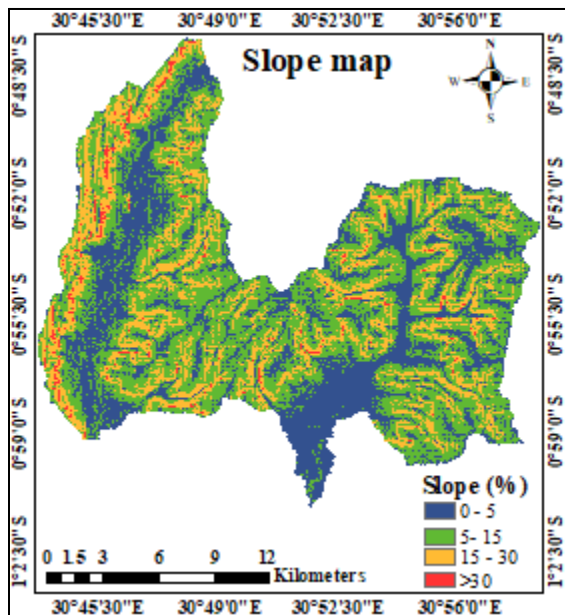 30°45'30"E 30°49'0"E 30°52'30"E 30°56'0"E
Slope map
N
W E
S
0°48'30"S
0°52'0"S
0°55'30"S
0°59'0"S
1°2'30"S
0°48'30"S
0°52'0"S
0°55'30"S
0°59'0"S
1°2'30"S
Slope (%)
0 - 5
5- 15
15 - 30
>30
0 1.5 3 6 9 12
Kilometers
30°45'30"E 30°49'0"E 30°52'30"E 30°56'0"E